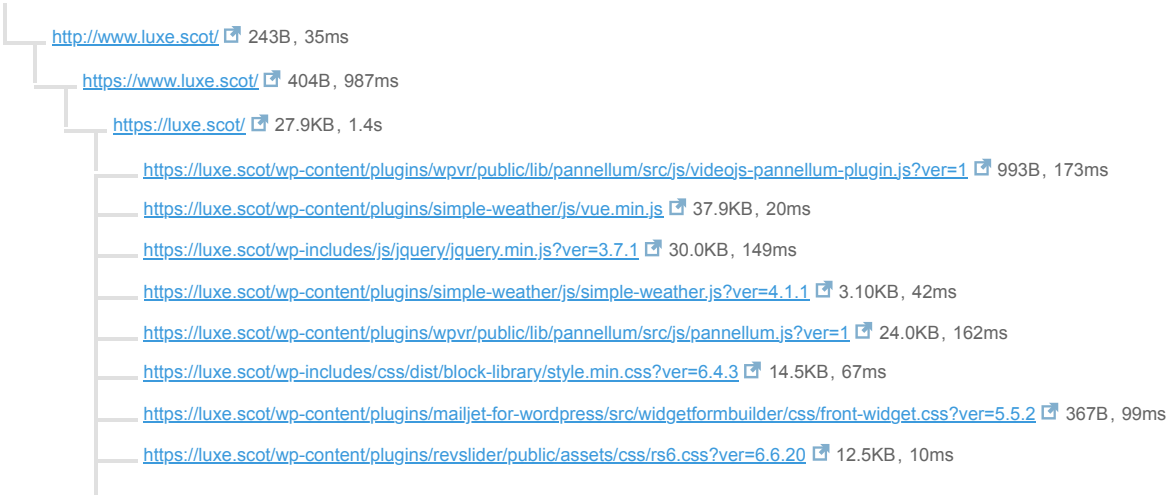 http://www.luxe.scot/ 243B, 35ms
https://www.luxe.scot/ 404B, 987ms
https://luxe.scot/ 27.9KB, 1.4s
https://luxe.scot/wp-content/plugins/wpvr/public/lib/pannellum/src/js/videojs-pannellum-plugin.js?ver=1 993B, 173ms
https://luxe.scot/wp-content/plugins/simple-weather/js/vue.min.js 37.9KB, 20ms
https://luxe.scot/wp-includes/js/jquery/jquery.min.js?ver=3.7.1 30.0KB, 149ms
https://luxe.scot/wp-content/plugins/simple-weather/js/simple-weather.js?ver=4.1.1 3.10KB, 42ms
https://luxe.scot/wp-content/plugins/wpvr/public/lib/pannellum/src/js/pannellum.js?ver=1 24.0KB, 162ms
https://luxe.scot/wp-includes/css/dist/block-library/style.min.css?ver=6.4.3 14.5KB, 67ms
https://luxe.scot/wp-content/plugins/mailjet-for-wordpress/src/widgetformbuilder/css/front-widget.css?ver=5.5.2 367B, 99ms
https://luxe.scot/wp-content/plugins/revslider/public/assets/css/rs6.css?ver=6.6.20 12.5KB, 10ms